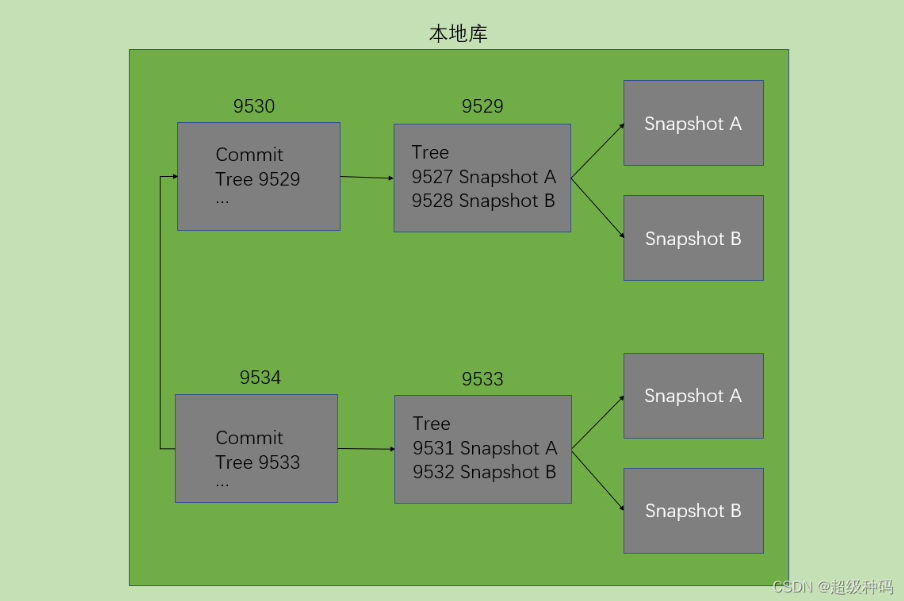 本地库
9530
Commit
Tree 9529
...
9529
Tree
9527 Snapshot A
9528 Snapshot B
Snapshot A
Snapshot B
9534
Commit
Tree 9533
...
9533
Tree
9531 Snapshot A
9532 Snapshot B
Snapshot A
Snapshot B
CSDN @超级种码